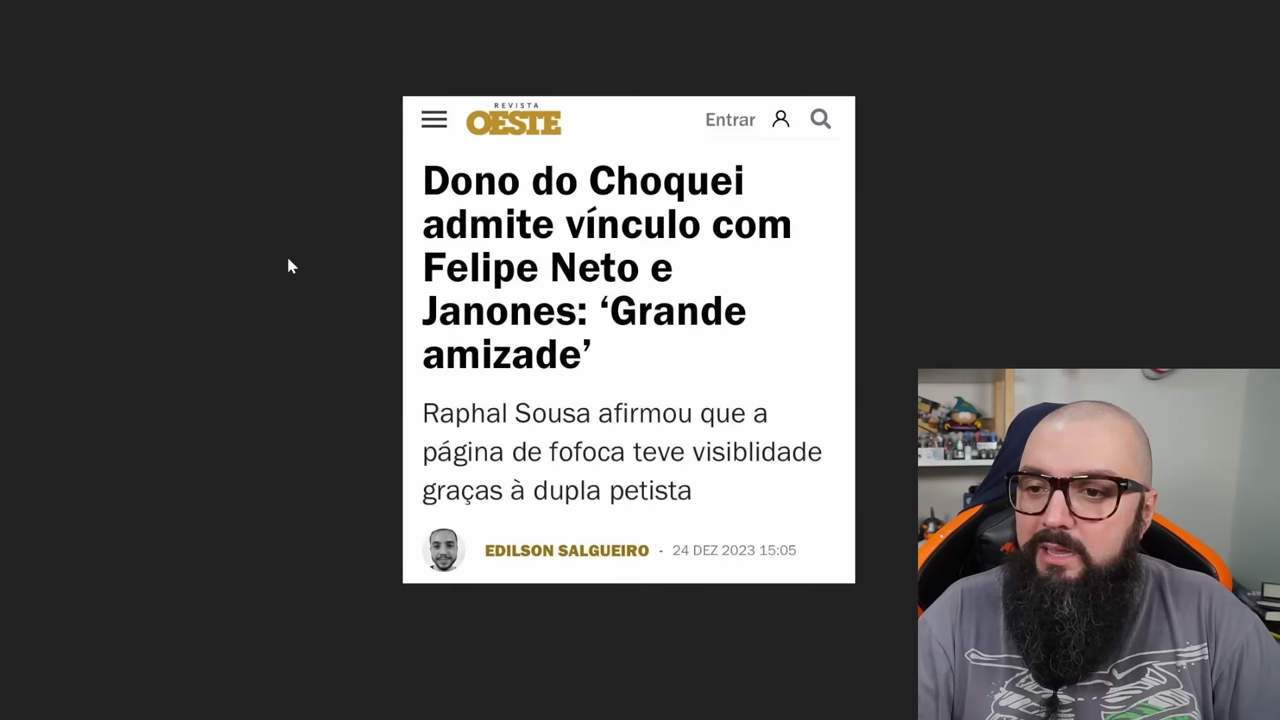 REVISTA
OESTE
Entrar
Dono do Choquei
admite vínculo com
Felipe Neto e
Janones: ‘Grande
amizade’
Raphal Sousa afirmou que a
página de fofoca teve visiblidade
graças à dupla petista
EDILSON SALGUEIRO - 24 DEZ 2023 15:05